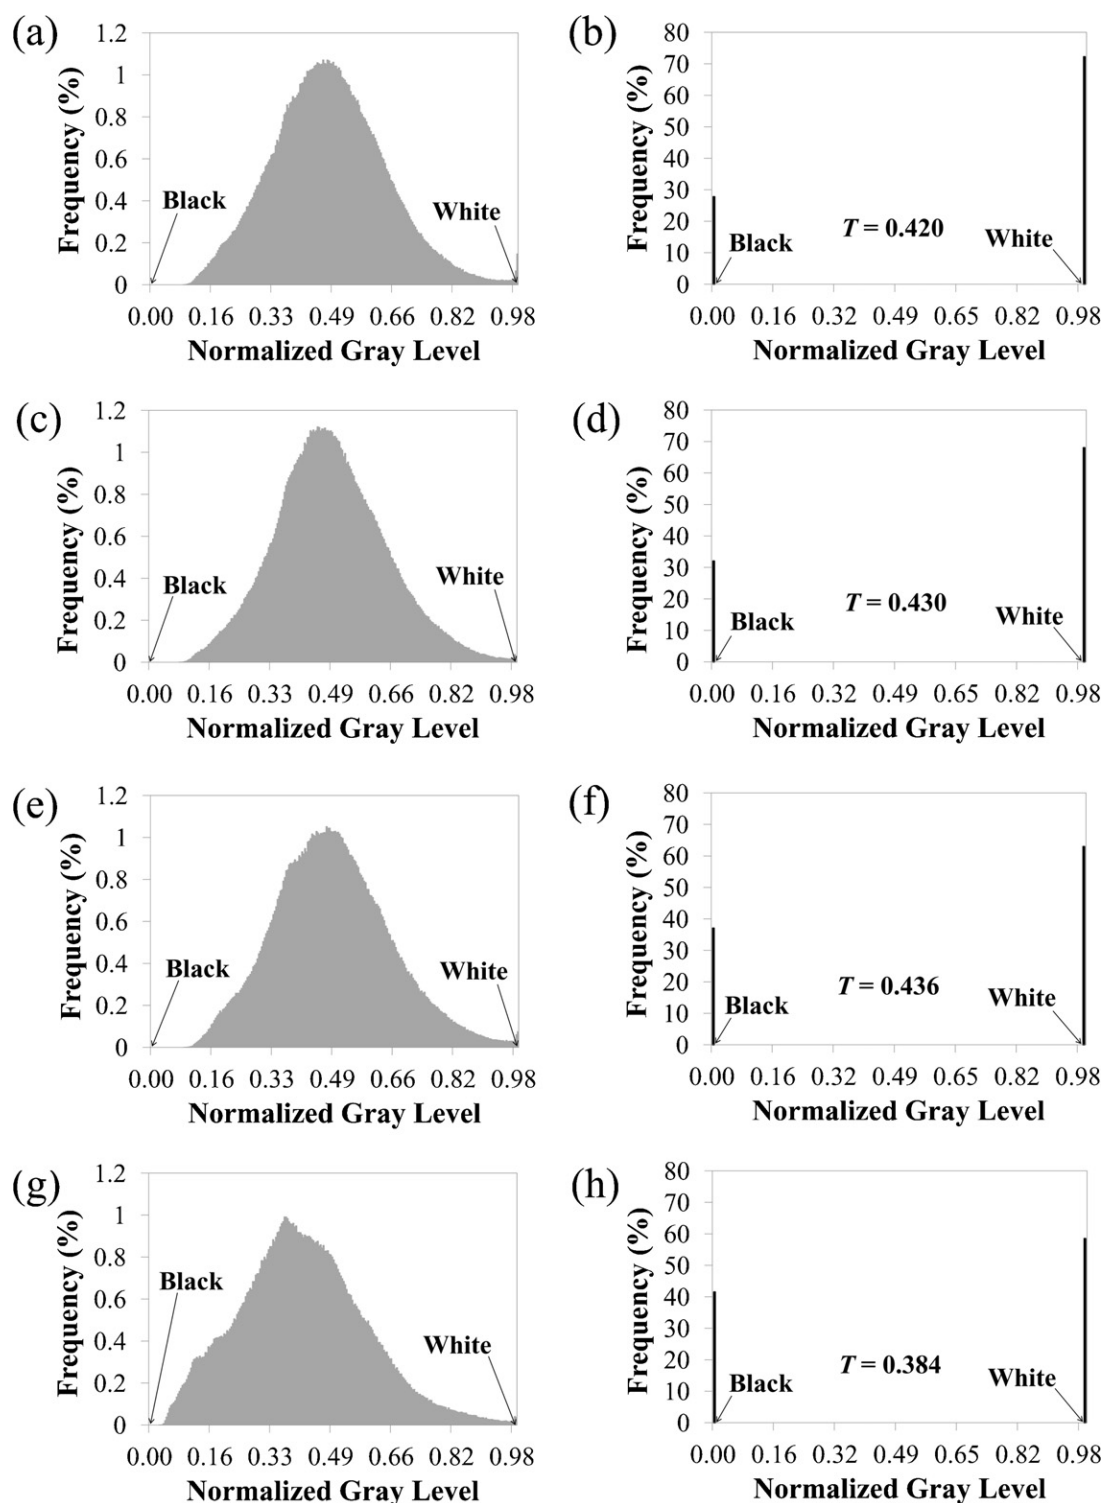 (a)
1.2
1
0.8
0.6
0.4
0.2
0
Frequency (%)
Black
White
0.00 0.16 0.33 0.49 0.66 0.82 0.98
Normalized Gray Level
(b)
80
70
60
50
40
30
20
10
0
Frequency (%)
Black
T = 0.420
White
0.00 0.16 0.32 0.49 0.65 0.82 0.98
Normalized Gray Level
(c)
1.2
1
0.8
0.6
0.4
0.2
0
Frequency (%)
Black
White
0.00 0.16 0.33 0.49 0.66 0.82 0.98
Normalized Gray Level
(d)
80
70
60
50
40
30
20
10
0
Frequency (%)
Black
T = 0.430
White
0.00 0.16 0.32 0.49 0.65 0.82 0.98
Normalized Gray Level
(e)
1.2
1
0.8
0.6
0.4
0.2
0
Frequency (%)
Black
White
0.00 0.16 0.33 0.49 0.66 0.82 0.98
Normalized Gray Level
(f)
80
70
60
50
40
30
20
10
0
Frequency (%)
Black
T = 0.436
White
0.00 0.16 0.32 0.49 0.65 0.82 0.98
Normalized Gray Level
(g)
1.2
1
0.8
0.6
0.4
0.2
0
Frequency (%)
Black
White
0.00 0.16 0.33 0.49 0.66 0.82 0.98
Normalized Gray Level
(h)
80
70
60
50
40
30
20
10
0
Frequency (%)
Black
T = 0.384
White
0.00 0.16 0.32 0.49 0.65 0.82 0.98
Normalized Gray Level